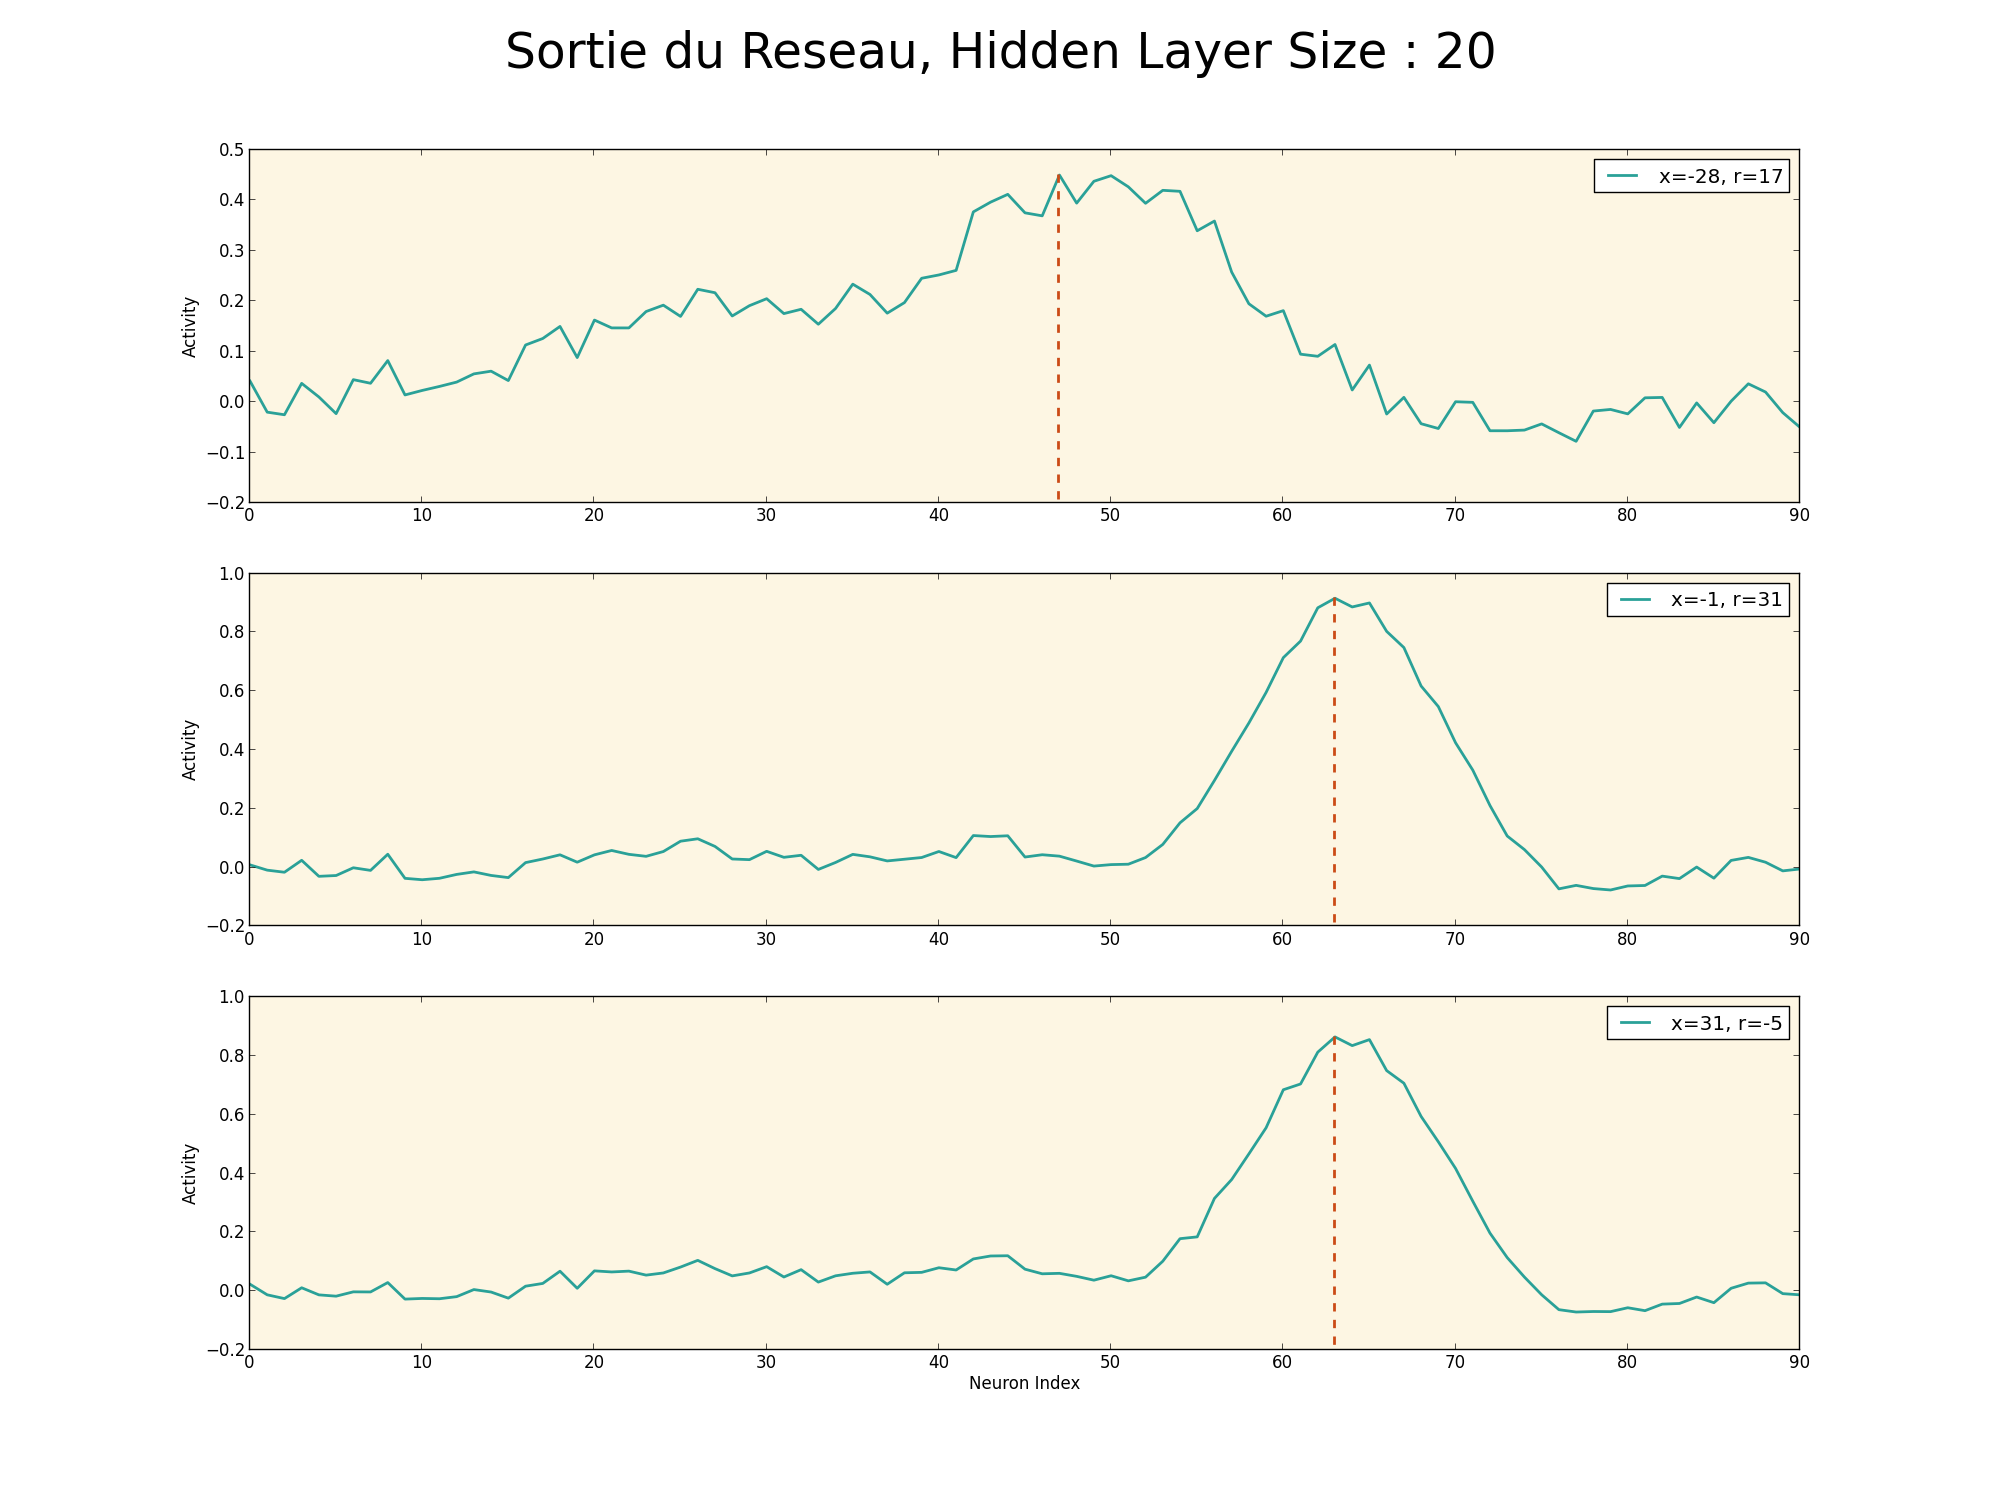 Sortie du Reseau, Hidden Layer Size : 20
0.5
0.4
0.3
0.2
0.1
0.0
−0.1
−0.2
Activity
x=-28, r=17
0 10 20 30 40 50 60 70 80 90
1.0
0.8
0.6
0.4
0.2
0.0
−0.2
Activity
x=-1, r=31
0 10 20 30 40 50 60 70 80 90
1.0
0.8
0.6
0.4
0.2
0.0
−0.2
Activity
x=31, r=-5
0 10 20 30 40 50 60 70 80 90
Neuron Index